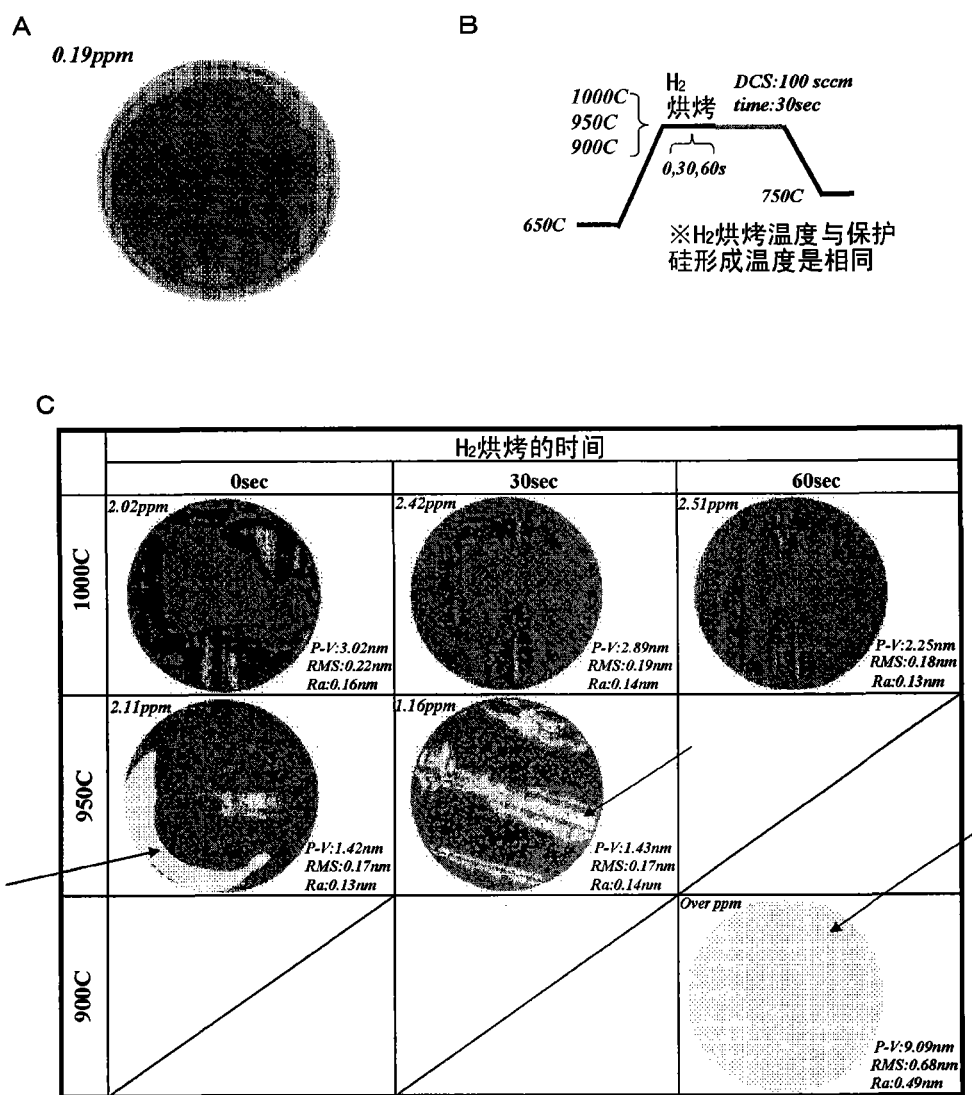 A
0.19ppm
B
1000C
950C
900C
H₂
烘烤
DCS:100 sccm
time:30sec
0,30,60s
650C
750C
※H₂烘烤温度与保护
硅形成温度是相同
C
H₂烘烤的时间
0sec 30sec 60sec
1000C
2.02ppm
P-V:3.02nm
RMS:0.22nm
Ra:0.16nm
2.42ppm
P-V:2.89nm
RMS:0.19nm
Ra:0.14nm
2.51ppm
P-V:2.25nm
RMS:0.18nm
Ra:0.13nm
950C
2.11ppm
P-V:1.42nm
RMS:0.17nm
Ra:0.13nm
1.16ppm
P-V:1.43nm
RMS:0.17nm
Ra:0.14nm
900C
Over ppm
P-V:9.09nm
RMS:0.68nm
Ra:0.49nm